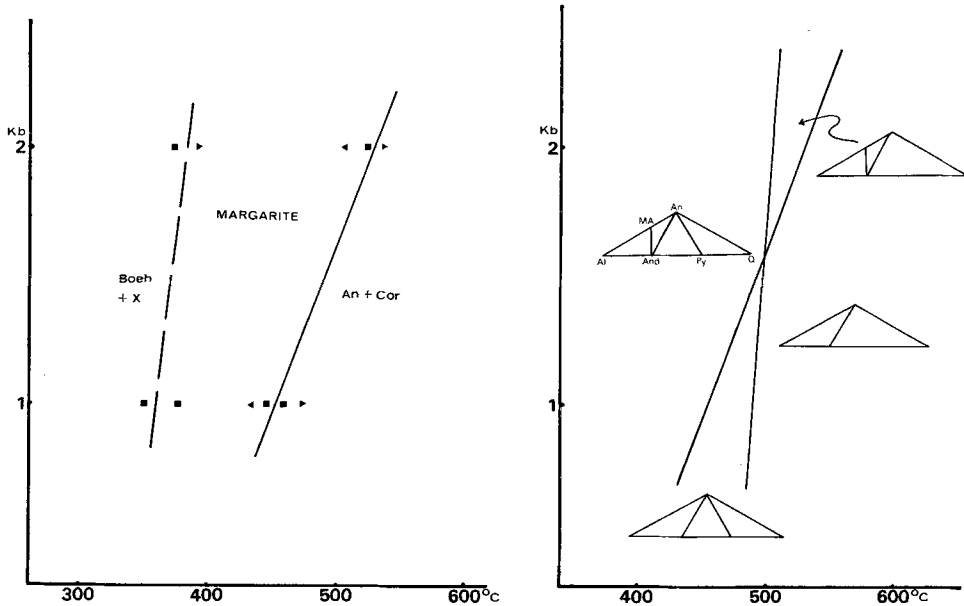 Kb
2
MARGARITE
Boeh
+ X
An + Cor
1
300
400
500
600°C
Kb
2
An
MA
Al
And
Py
Q
1
400
500
600°C